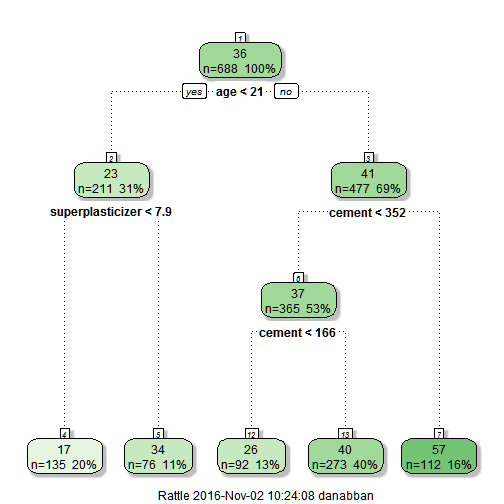 1
36
n=688 100%
yes age < 21 no
2
23
n=211 31%
3
41
n=477 69%
superplasticizer < 7.9
cement < 352
6
37
n=365 53%
cement < 166
4
17
n=135 20%
5
34
n=76 11%
12
26
n=92 13%
13
40
n=273 40%
7
57
n=112 16%
Rattle 2016-Nov-02 10:24:08 danabban